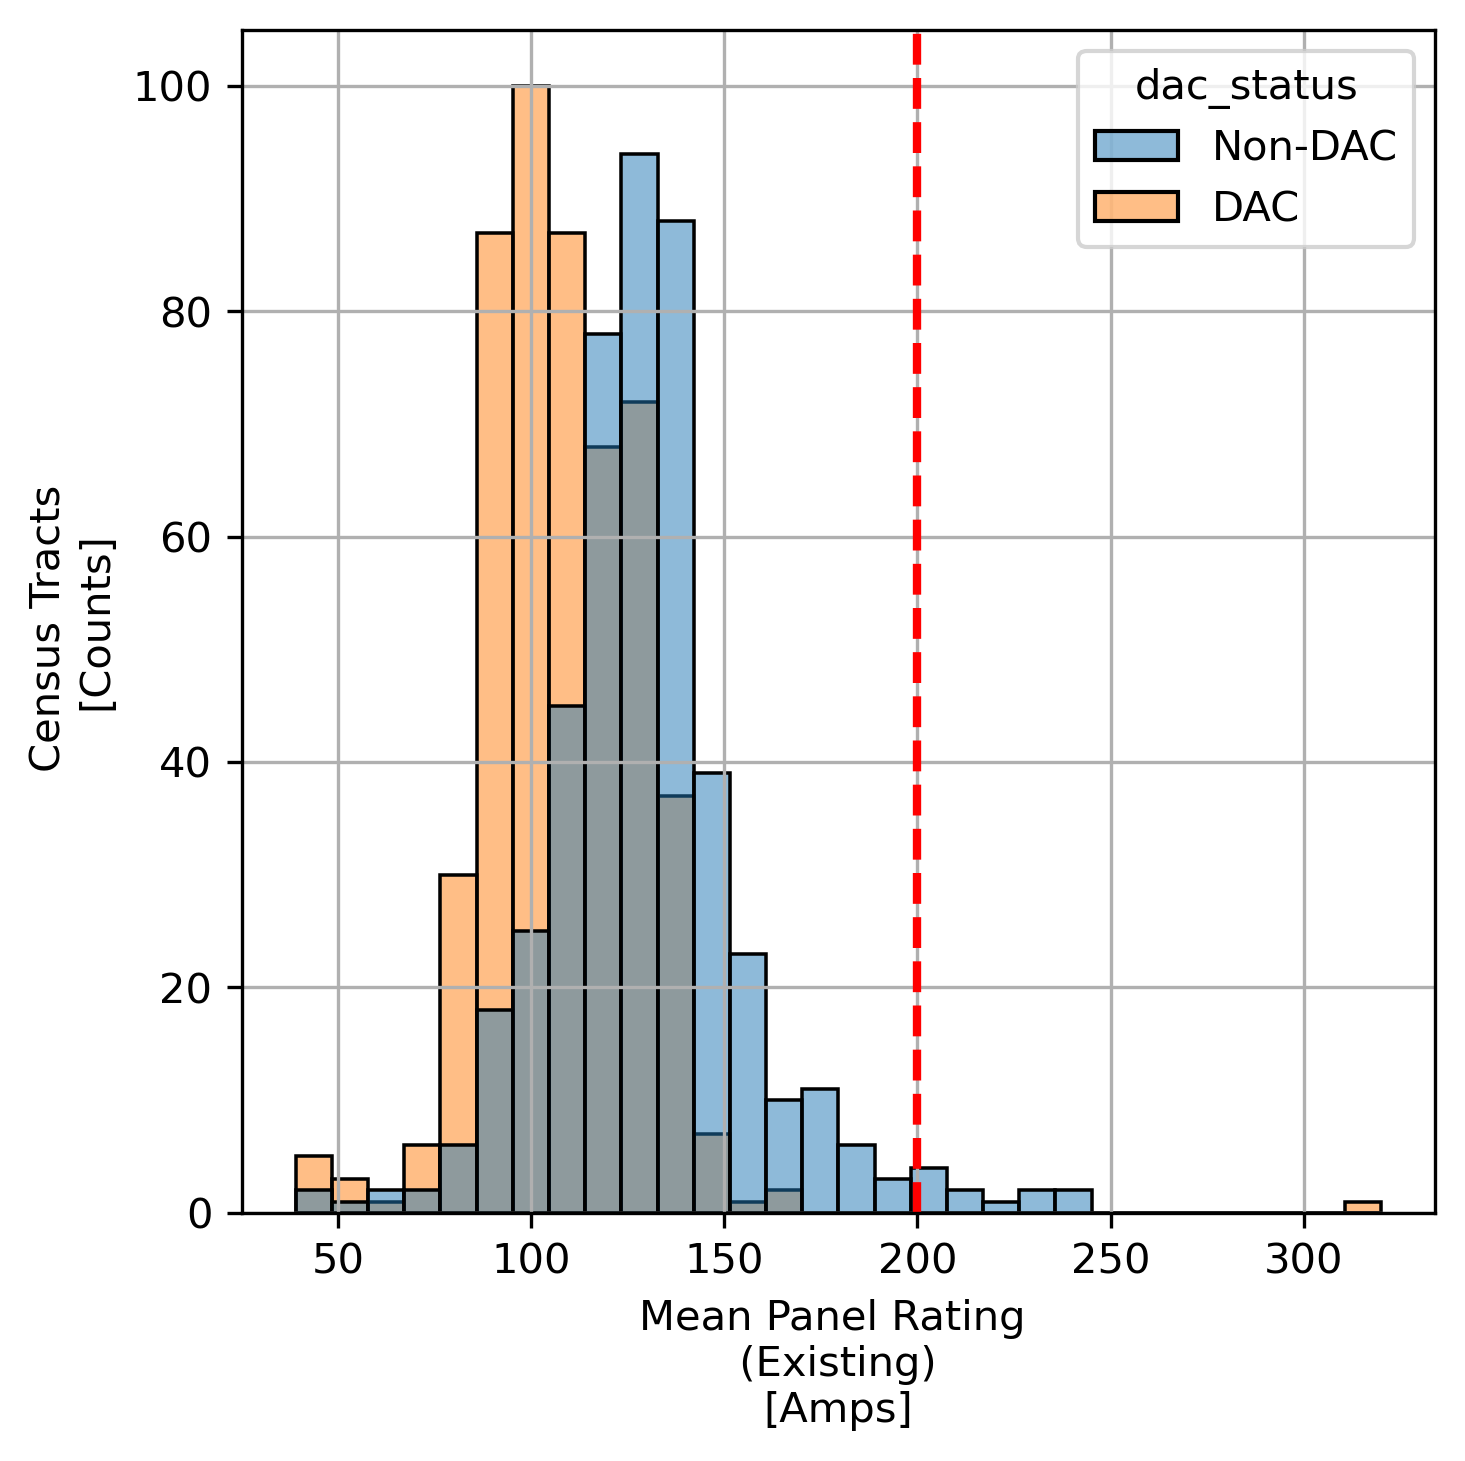 dac_status
Non-DAC
DAC
100
80
60
40
20
0
Census Tracts
[Counts]
50 100 150 200 250 300
Mean Panel Rating
(Existing)
[Amps]